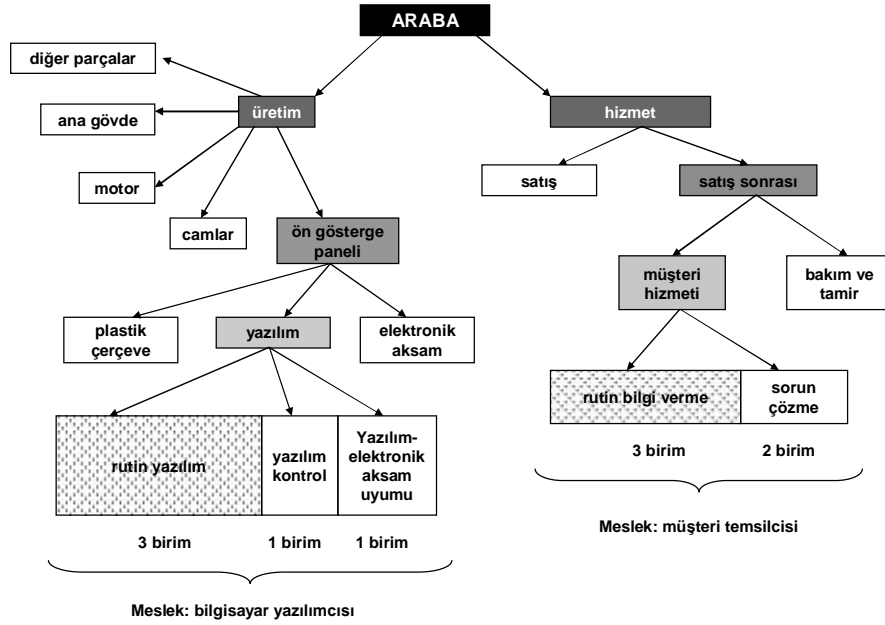 ARABA
diğer parçalar
üretim
hizmet
ana gövde
motor
satış
satış sonrası
camlar
ön gösterge
paneli
müşteri
hizmeti
bakım ve
tamir
plastik
çerçeve
yazılım
elektronik
aksam
rutin bilgi verme
sorun
çözme
rutin yazılım
yazılım
kontrol
Yazılım-
elektronik
aksam
uyumu
3 birim
2 birim
Meslek: müşteri temsilcisi
3 birim
1 birim
1 birim
Meslek: bilgisayar yazılımcısı